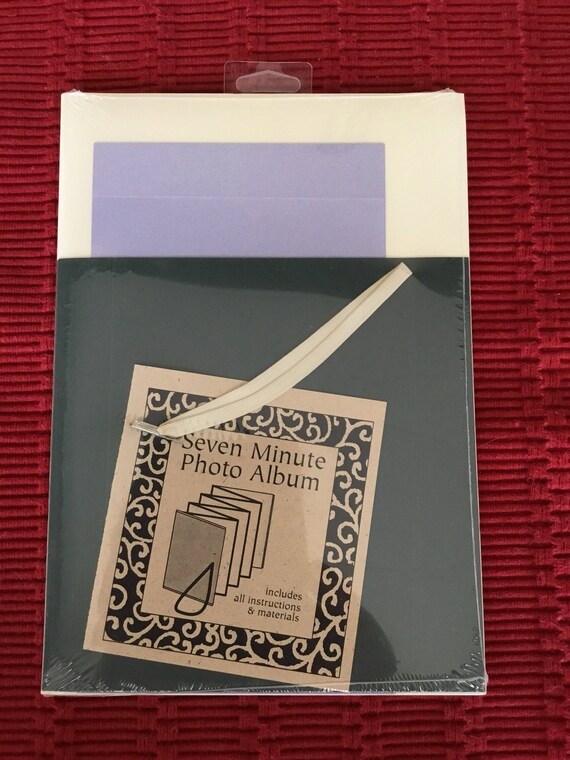 Seven Minute
Photo Album
includes
all instructions
& materials